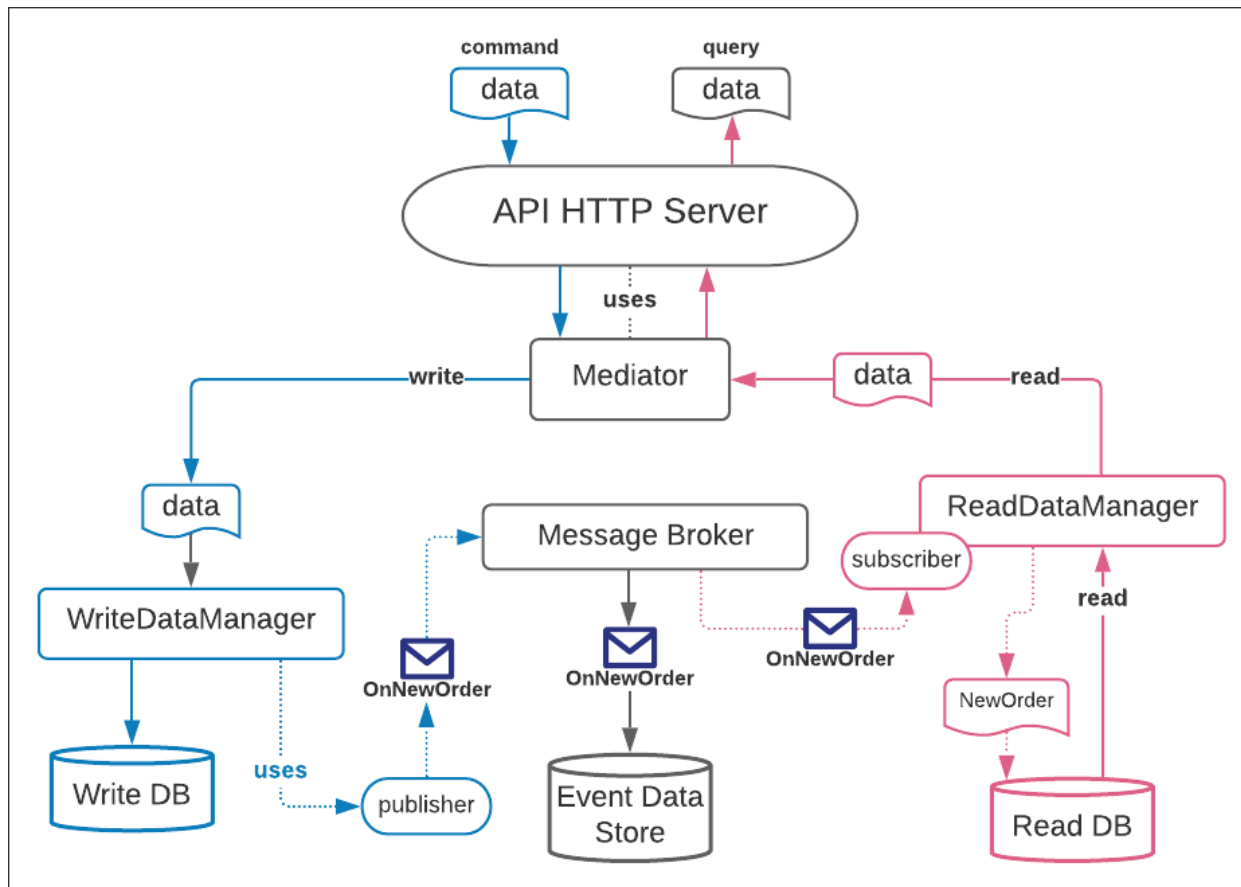 command
query
data
data
API HTTP Server
uses
Mediator
write
data
read
data
Message Broker
ReadDataManager
subscriber
WriteDataManager
read
OnNewOrder
OnNewOrder
OnNewOrder
NewOrder
uses
Write DB
publisher
Event Data
Store
Read DB